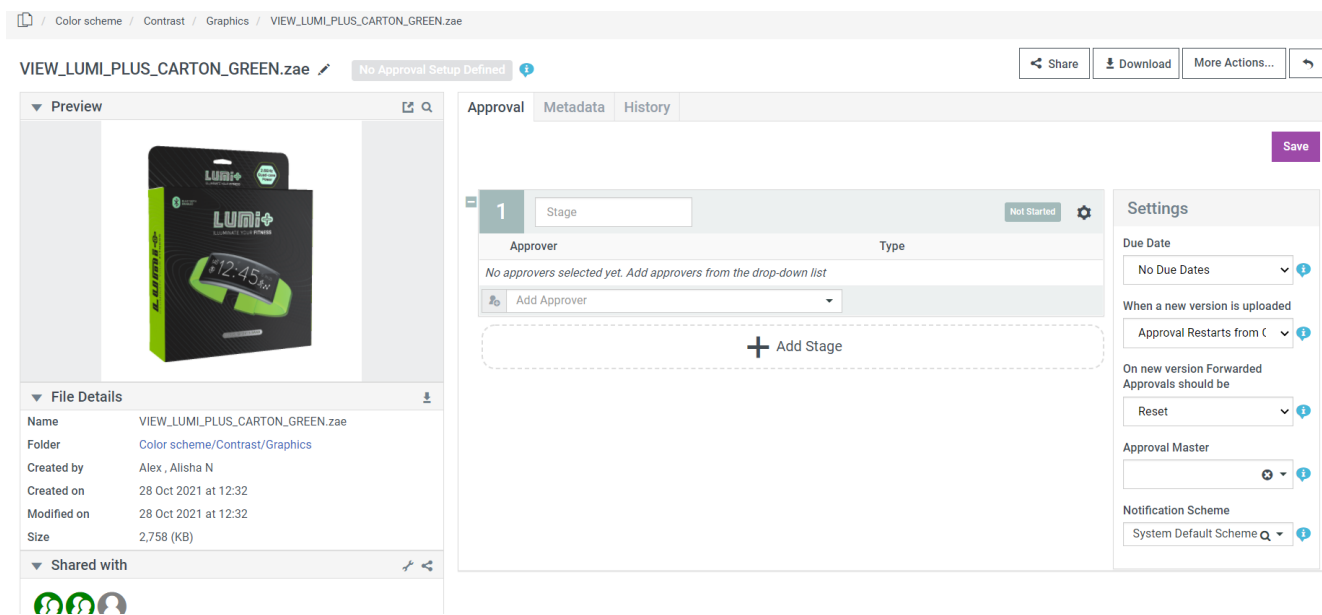 / Color scheme / Contrast / Graphics / VIEW_LUMI_PLUS_CARTON_GREEN.zae
VIEW_LUMI_PLUS_CARTON_GREEN.zae
No Approval Setup Defined
Share
Download
More Actions...
Preview
LUMi+
LUMi+
ILLUMINATE YOUR FITNESS
12:45
File Details
Name VIEW_LUMI_PLUS_CARTON_GREEN.zae
Folder Color scheme/Contrast/Graphics
Created by Alex , Alisha N
Created on 28 Oct 2021 at 12:32
Modified on 28 Oct 2021 at 12:32
Size 2,758 (KB)
Shared with
Approval Metadata History
Save
1 Stage Not Started
Approver Type
No approvers selected yet. Add approvers from the drop-down list
Add Approver
Add Stage
Settings
Due Date
No Due Dates
When a new version is uploaded
Approval Restarts from
On new version Forwarded
Approvals should be
Reset
Approval Master
Notification Scheme
System Default Scheme